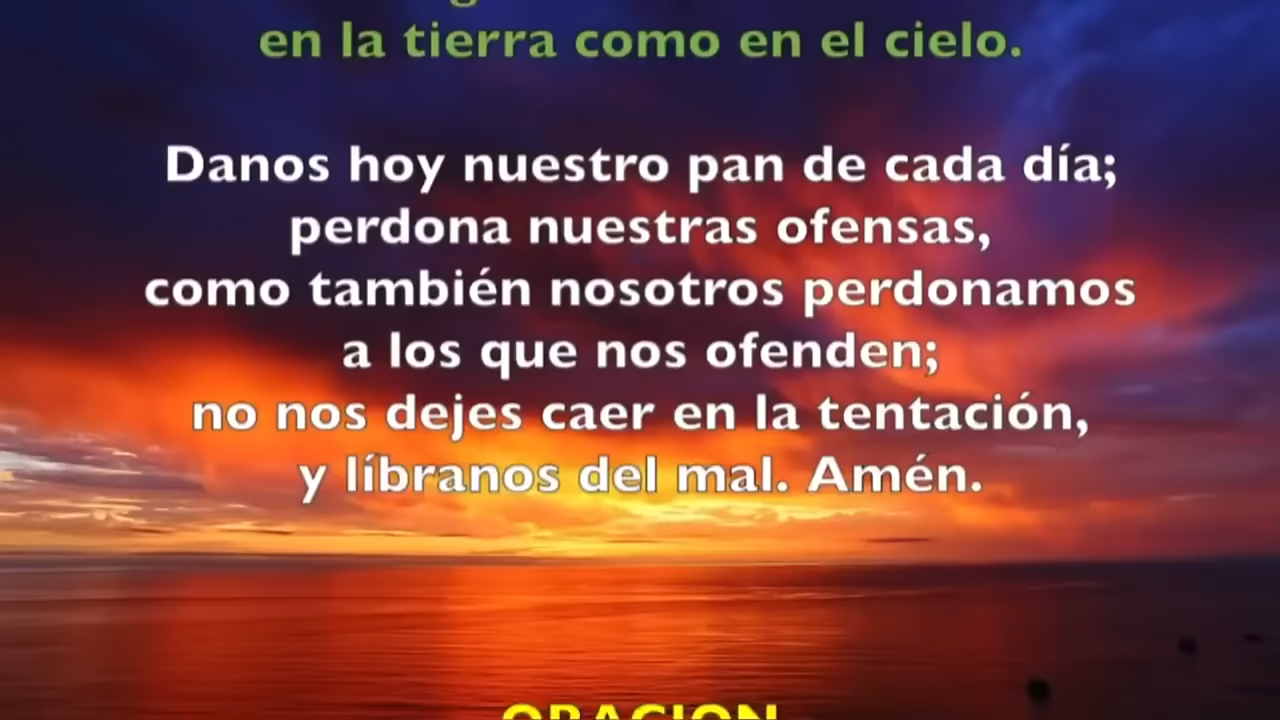 en la tierra como en el cielo.
Danos hoy nuestro pan de cada día;
perdona nuestras ofensas,
como también nosotros perdonamos
a los que nos ofenden;
no nos dejes caer en la tentación,
y líbranos del mal. Amén.
ORACION